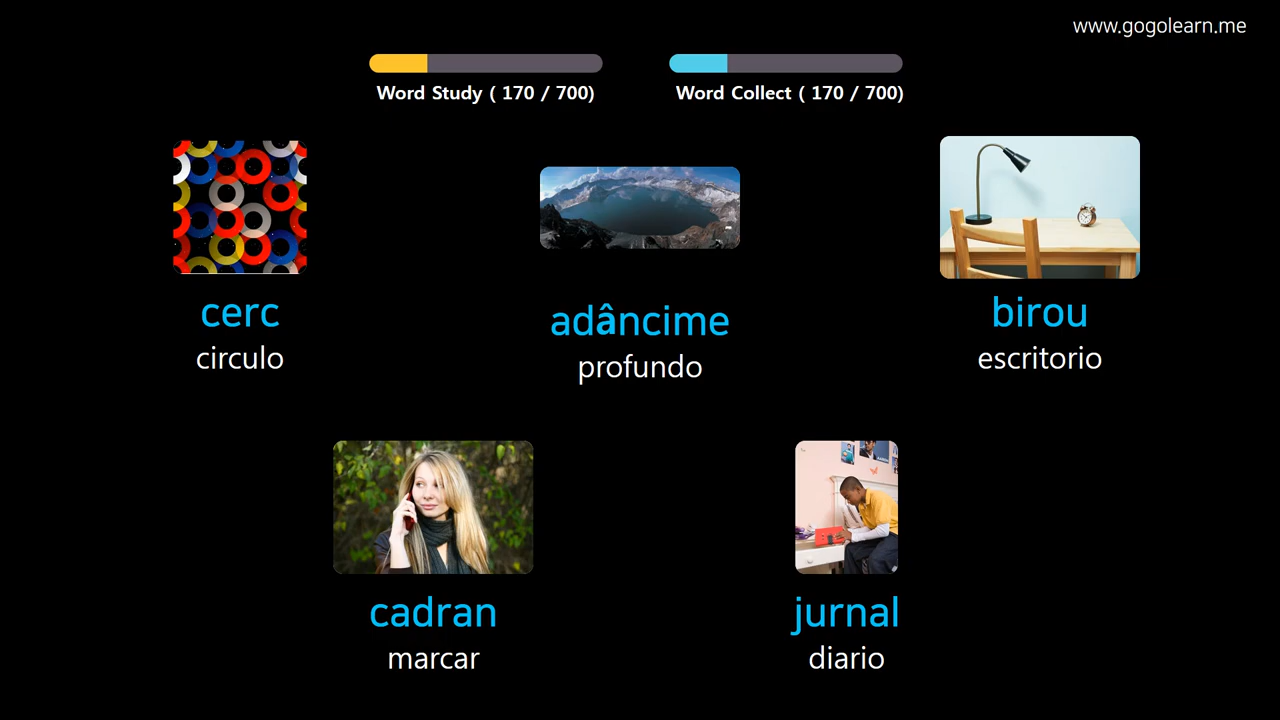 www.gogolearn.me
Word Study ( 170 / 700)
Word Collect ( 170 / 700)
cerc
circulo
adâncime
profundo
birou
escritorio
cadran
marcar
jurnal
diario